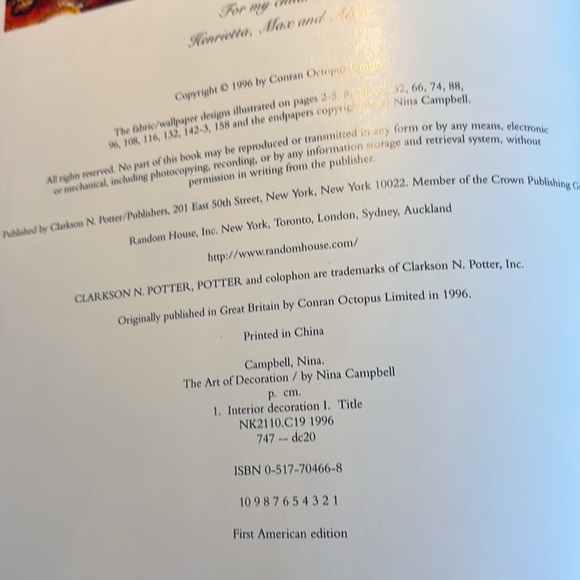 For my
Henrietta, Max and
Copyright © 1996 by Conran Octopus
The fabric/wallpaper designs illustrated on pages 2-5, 32, 66, 74, 88,
96, 108, 116, 132, 142-3, 158 and the endpapers copyright Nina Campbell.
All rights reserved. No part of this book may be reproduced or transmitted in any form or by any means, electronic
or mechanical, including photocopying, recording, or by any information storage and retrieval system, without
permission in writing from the publisher.
Published by Clarkson N. Potter/Publishers, 201 East 50th Street, New York, New York 10022. Member of the Crown Publishing
Random House, Inc. New York, Toronto, London, Sydney, Auckland
http://www.randomhouse.com/
CLARKSON N. POTTER, POTTER and colophon are trademarks of Clarkson N. Potter, Inc.
Originally published in Great Britain by Conran Octopus Limited in 1996.
Printed in China
Campbell, Nina.
The Art of Decoration / by Nina Campbell
p. cm.
1. Interior decoration I. Title
NK2110.C19 1996
747 -- dc20
ISBN 0-517-70466-8
10 9 8 7 6 5 4 3 2 1
First American edition